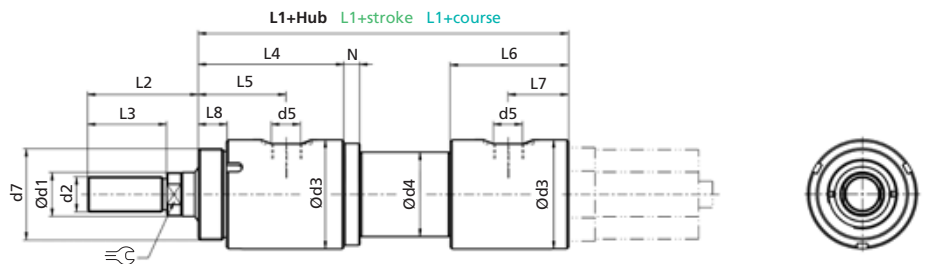 L1+Hub L1+stroke L1+course
L4 N L6
L2 L5 L7
L3 L8 d5 d5
d7 Ød1 d2 Ød3 Ød4 Ød3